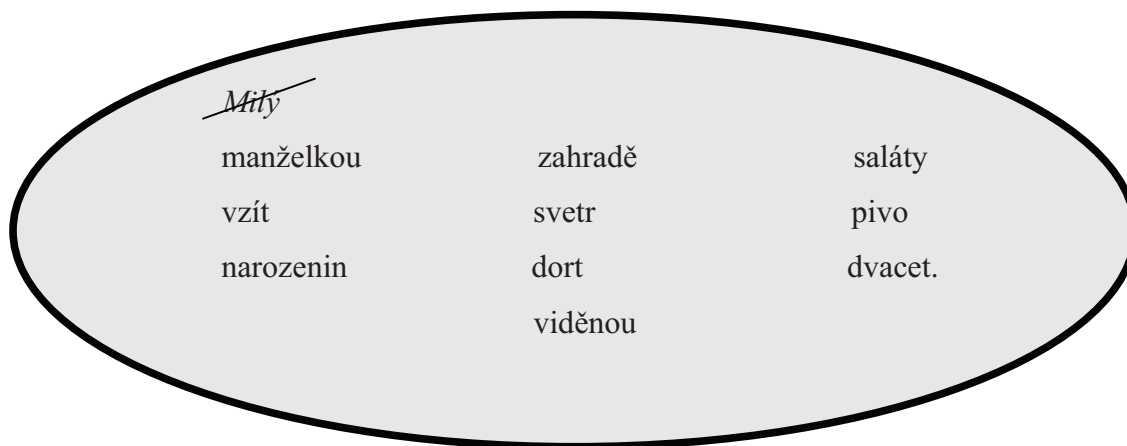 Milý
manželkou zahradě saláty
vzít svetr pivo
narozenin dort dvacet.
viděnou